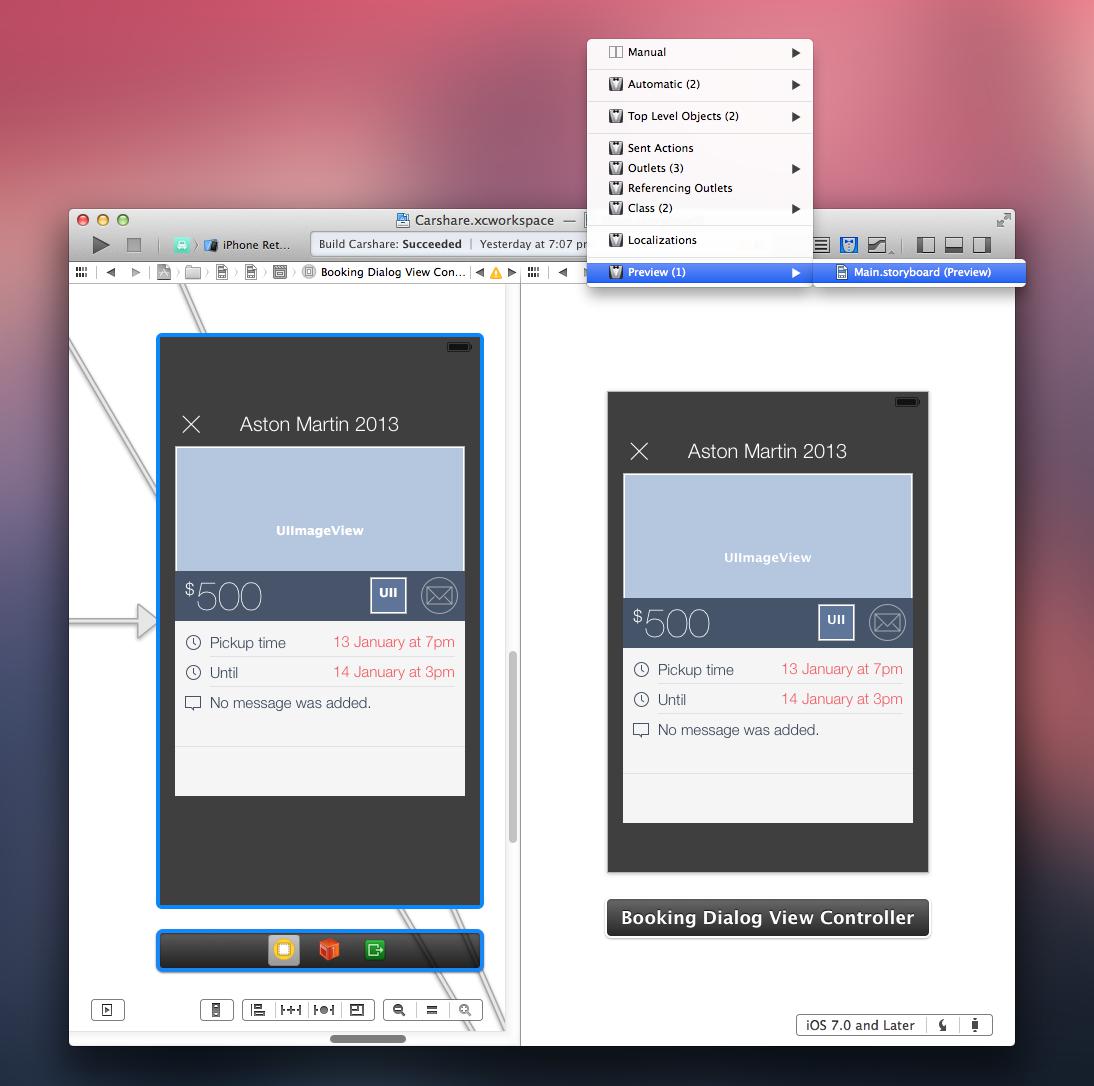 Manual
Automatic (2)
Top Level Objects (2)
Sent Actions
Outlets (3)
Referencing Outlets
Class (2)
Localizations
Preview (1)
Main.storyboard (Preview)
Carshare.xcworkspace —
iPhone Ret...
Build Carshare: Succeeded | Yesterday at 7:07 pm
Booking Dialog View Con...
Aston Martin 2013
UIImageView
$500
UII
Pickup time 13 January at 7pm
Until 14 January at 3pm
No message was added.
Aston Martin 2013
UIImageView
$500
UII
Pickup time 13 January at 7pm
Until 14 January at 3pm
No message was added.
Booking Dialog View Controller
iOS 7.0 and Later